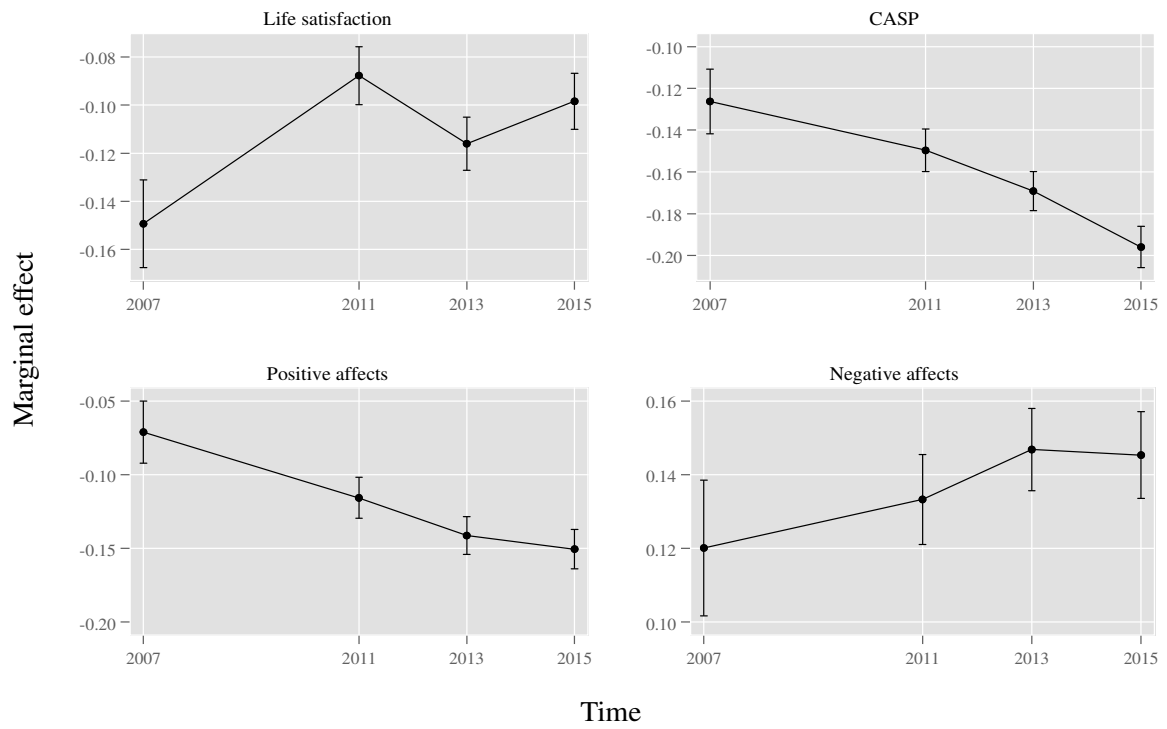 Life satisfaction
-0.08
-0.10
-0.12
-0.14
-0.16
2007 2011 2013 2015
CASP
-0.10
-0.12
-0.14
-0.16
-0.18
-0.20
2007 2011 2013 2015
Marginal effect
Positive affects
-0.05
-0.10
-0.15
-0.20
2007 2011 2013 2015
Negative affects
0.16
0.14
0.12
0.10
2007 2011 2013 2015
Time